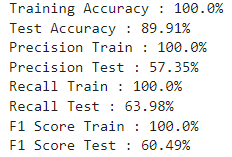 Training Accuracy : 100.0%
Test Accuracy : 89.91%
Precision Train : 100.0%
Precision Test : 57.35%
Recall Train : 100.0%
Recall Test : 63.98%
F1 Score Train : 100.0%
F1 Score Test : 60.49%